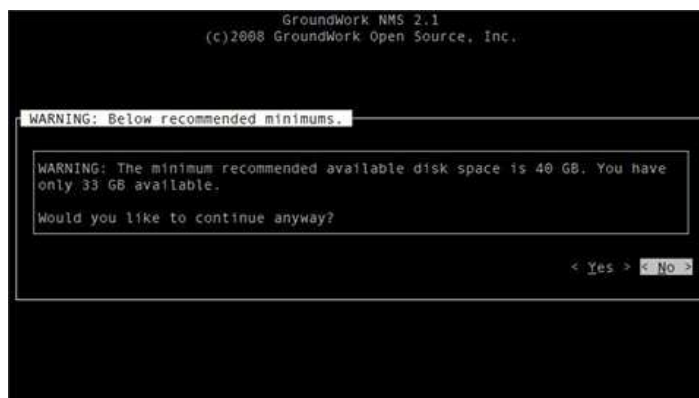 GroundWork NMS 2.1
(c)2008 GroundWork Open Source, Inc.
WARNING: Below recommended minimums.
WARNING: The minimum recommended available disk space is 40 GB. You have
only 33 GB available.
Would you like to continue anyway?
< Yes > < No >